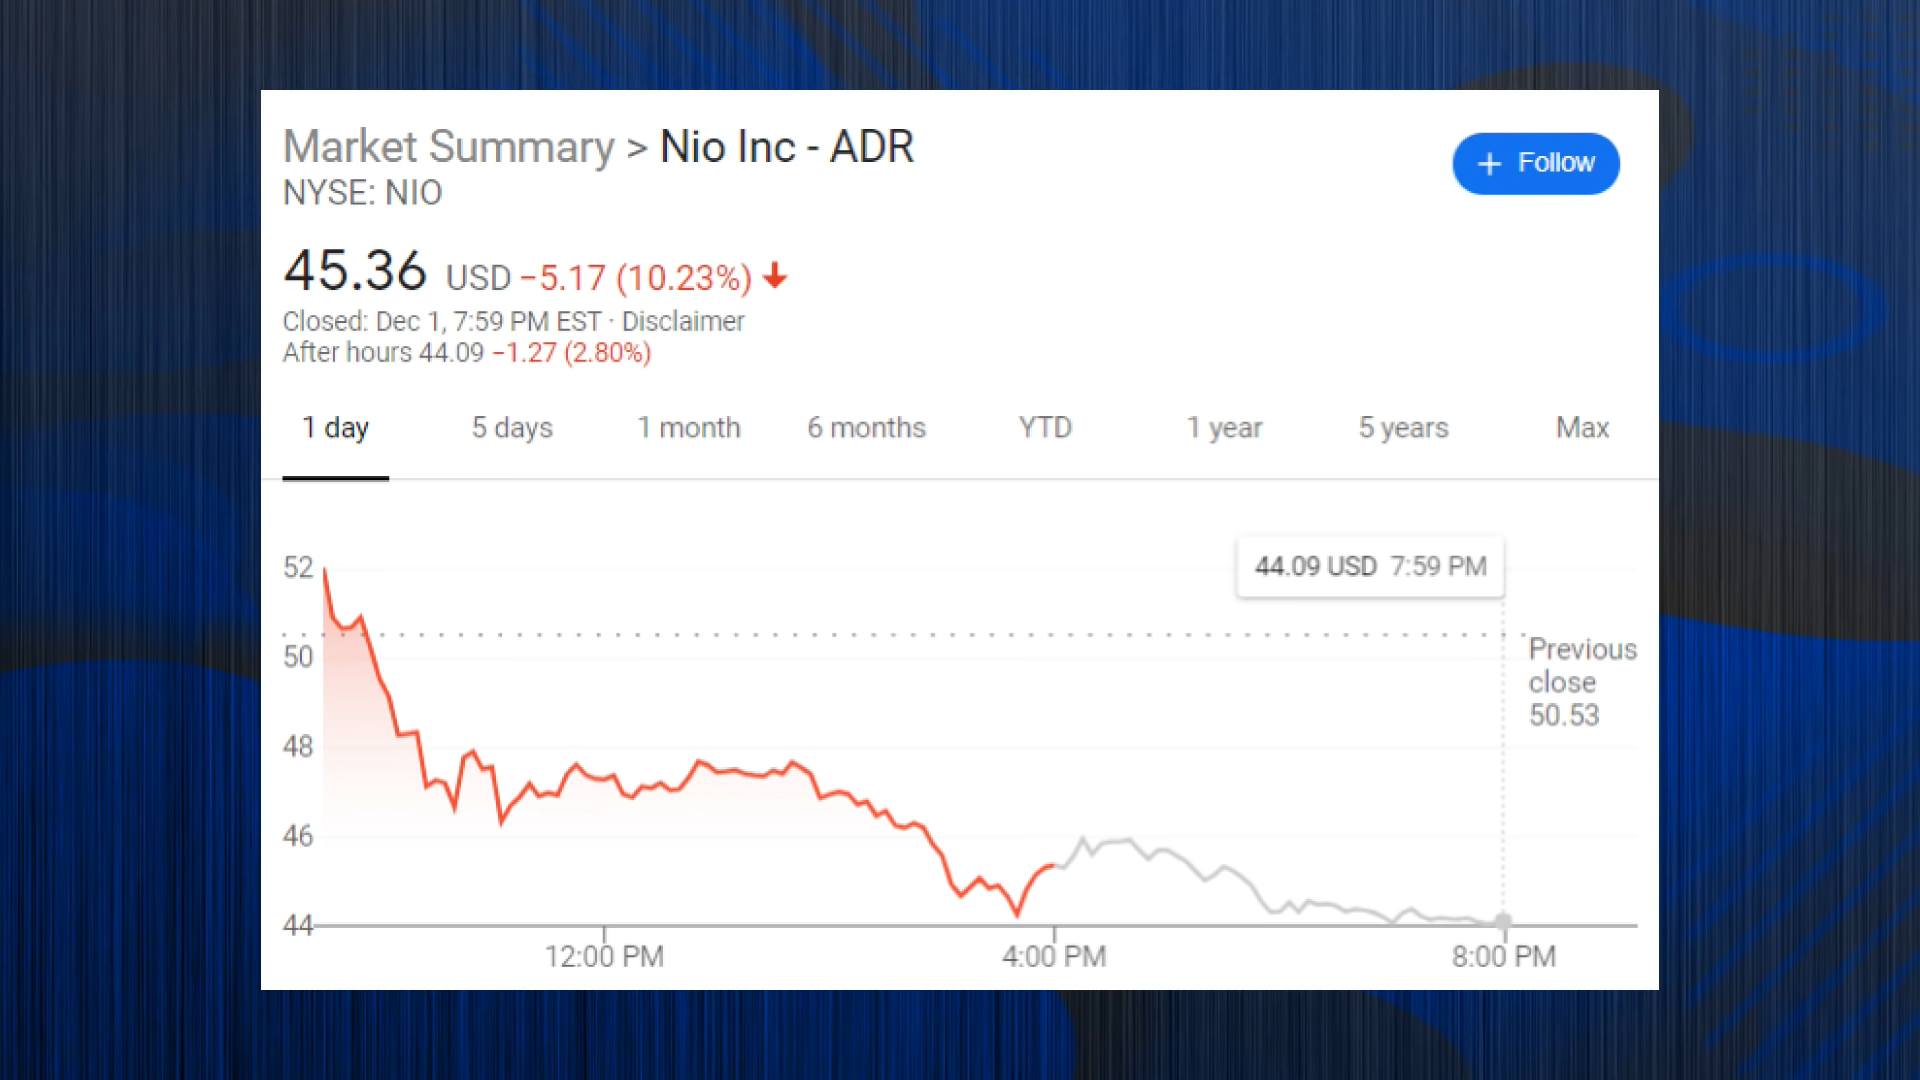 Market Summary > Nio Inc - ADR
NYSE: NIO
+ Follow
45.36 USD −5.17 (10.23%) ↓
Closed: Dec 1, 7:59 PM EST · Disclaimer
After hours 44.09 −1.27 (2.80%)
1 day 5 days 1 month 6 months YTD 1 year 5 years Max
44.09 USD 7:59 PM
52
50
48
46
44
Previous
close
50.53
12:00 PM 4:00 PM 8:00 PM